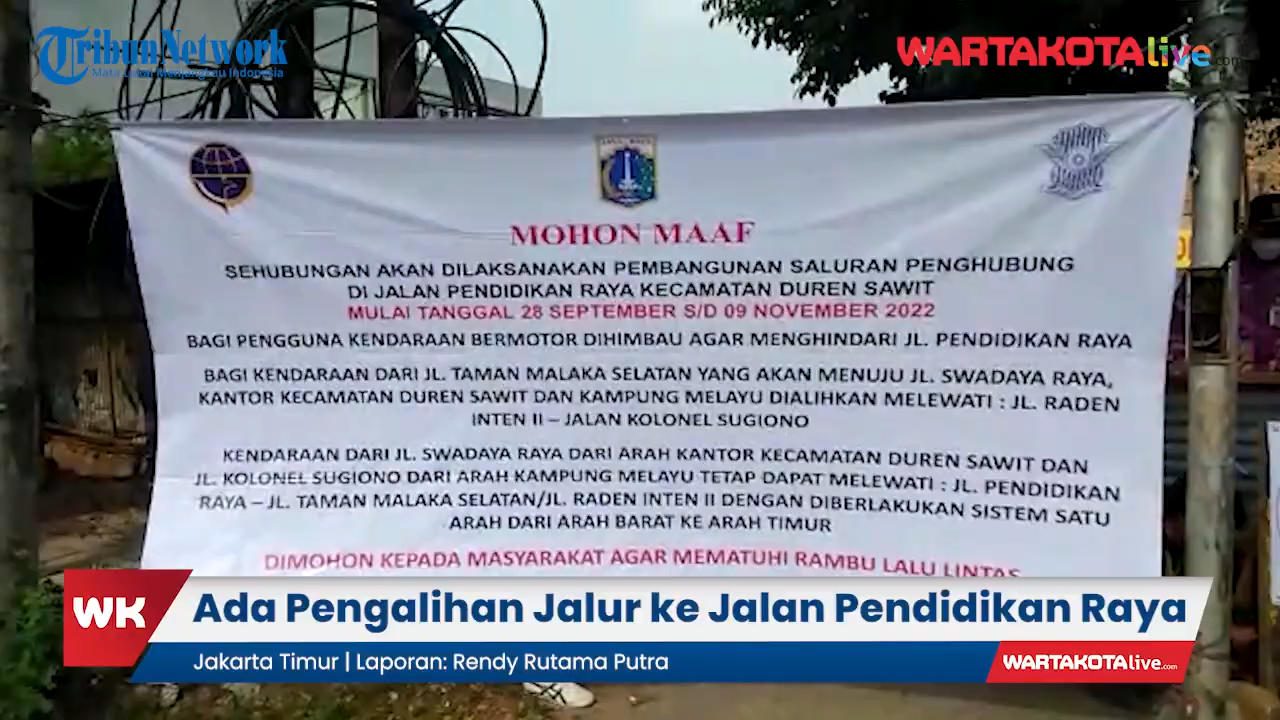 TribunNetwork
Mata Lokal Menjangkau Indonesia
WARTAKOTAlive.com
MOHON MAAF
SEHUBUNGAN AKAN DILAKSANAKAN PEMBANGUNAN SALURAN PENGHUBUNG
DI JALAN PENDIDIKAN RAYA KECAMATAN DUREN SAWIT
MULAI TANGGAL 28 SEPTEMBER S/D 09 NOVEMBER 2022
BAGI PENGGUNA KENDARAAN BERMOTOR DIHIMBAU AGAR MENGHINDARI JL. PENDIDIKAN RAYA
BAGI KENDARAAN DARI JL. TAMAN MALAKA SELATAN YANG AKAN MENUJU JL. SWADAYA RAYA,
KANTOR KECAMATAN DUREN SAWIT DAN KAMPUNG MELAYU DIALIHKAN MELEWATI : JL. RADEN
INTEN II – JALAN KOLONEL SUGIONO
KENDARAAN DARI JL. SWADAYA RAYA DARI ARAH KANTOR KECAMATAN DUREN SAWIT DAN
JL. KOLONEL SUGIONO DARI ARAH KAMPUNG MELAYU TETAP DAPAT MELEWATI : JL. PENDIDIKAN
RAYA – JL. TAMAN MALAKA SELATAN/JL. RADEN INTEN II DENGAN DIBERLAKUKAN SISTEM SATU
ARAH DARI ARAH BARAT KE ARAH TIMUR
DIMOHON KEPADA MASYARAKAT AGAR MEMATUHI RAMBU LALU LINTAS
WK
Ada Pengalihan Jalur ke Jalan Pendidikan Raya
Jakarta Timur | Laporan: Rendy Rutama Putra
WARTAKOTAlive.com